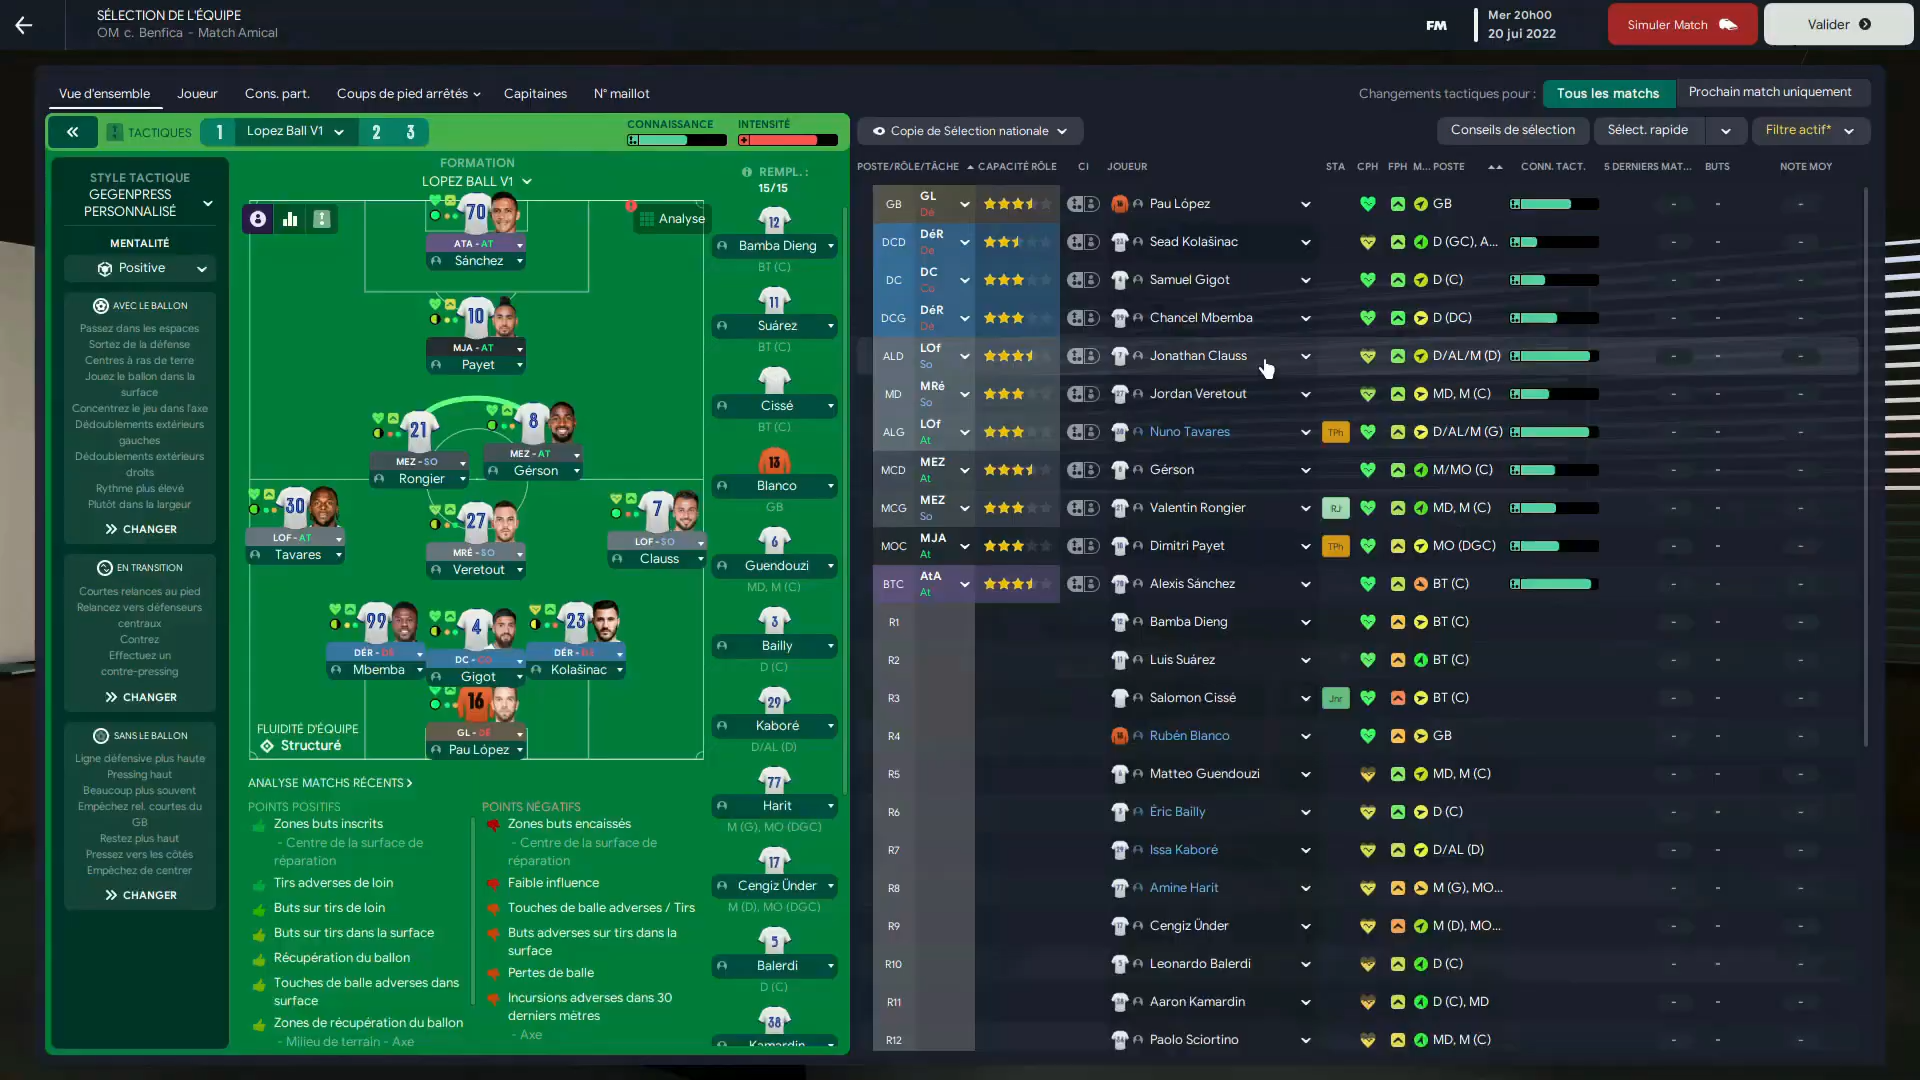 SÉLECTION DE L'ÉQUIPE
OM c. Benfica - Match Amical
FM
Mer 20h00
20 jui 2022
Simuler Match
Valider
Vue d'ensemble
Joueur
Cons. part.
Coups de pied arrêtés
Capitaines
N° maillot
Changements tactiques pour :
Tous les matchs
Prochain match uniquement
TACTIQUES
1
Lopez Ball V1
2
3
CONNAISSANCE
INTENSITÉ
STYLE TACTIQUE
GEGENPRESS
PERSONNALISÉ
MENTALITÉ
Positive
AVEC LE BALLON
Passez dans les espaces
Sortez de la défense
Centres à ras de terre
Jouez le ballon dans la
surface
Concentrez le jeu dans l'axe
Dédoublements extérieurs
gauches
Dédoublements extérieurs
droits
Rythme plus élevé
Plutôt dans la largeur
CHANGER
EN TRANSITION
Courtes relances au pied
Relancez vers défenseurs
centraux
Contrez
Effectuez un
contre-pressing
CHANGER
SANS LE BALLON
Ligne défensive plus haute
Pressing haut
Beaucoup plus souvent
Empêchez rel. courtes du
GB
Restez plus haut
Pressez vers les côtés
Empêchez de centrer
CHANGER
FORMATION
LOPEZ BALL V1
Analyse
70
ATA - AT
Sánchez
10
MJA - AT
Payet
21
MEZ - SO
Rongier
8
MEZ - AT
Gérson
30
LOF - AT
Tavares
27
MRÉ - SO
Veretout
7
LOF - SO
Clauss
99
DÉR - DÉ
Mbemba
4
DC - CO
Gigot
23
DÉR - DÉ
Kolašinac
16
GL - DÉ
Pau López
FLUIDITÉ D'ÉQUIPE
Structuré
ANALYSE MATCHS RÉCENTS
POINTS POSITIFS
Zones buts inscrits
- Centre de la surface de
réparation
Tirs adverses de loin
Buts sur tirs de loin
Buts sur tirs dans la surface
Récupération du ballon
Touches de balle adverses dans
surface
Zones de récupération du ballon
- Milieu de terrain - Axe
POINTS NÉGATIFS
Zones buts encaissés
- Centre de la surface de
réparation
Faible influence
Touches de balle adverses / Tirs
Buts adverses sur tirs dans la
surface
Pertes de balle
Incursions adverses dans 30
derniers mètres
- Axe
REMPL. :
15/15
12
Bamba Dieng
BT (C)
11
Suárez
BT (C)
Cissé
BT (C)
13
Blanco
GB
6
Guendouzi
MD, M (C)
3
Bailly
D (C)
29
Kaboré
D/AL (D)
77
Harit
M (G), MO (DGC)
17
Cengiz Ünder
M (D), MO (DGC)
5
Balerdi
D (C)
38
Kamardin
Copie de Sélection nationale
Conseils de sélection
Sélect. rapide
Filtre actif*
POSTE/RÔLE/TÂCHE CAPACITÉ RÔLE CI JOUEUR STA CPH FPH M... POSTE CONN. TACT. 5 DERNIERS MAT... BUTS NOTE MOY
GB GL Dé Pau López GB - - -
DCD DéR De Sead Kolašinac D (GC), A... - - -
DC DC Co Samuel Gigot D (C) - - -
DCG DéR Dé Chancel Mbemba D (DC) - - -
ALD LOf So Jonathan Clauss D/AL/M (D) - - -
MD MRé So Jordan Veretout MD, M (C) - - -
ALG LOf At Nuno Tavares TPh D/AL/M (G) - - -
MCD MEZ At Gérson M/MO (C) - - -
MCG MEZ So Valentin Rongier RJ MD, M (C) - - -
MOC MJA At Dimitri Payet TPh MO (DGC) - - -
BTC AtA At Alexis Sánchez BT (C) - - -
R1 Bamba Dieng BT (C) - - -
R2 Luis Suárez BT (C) - - -
R3 Salomon Cissé Jnr BT (C) - - -
R4 Rubén Blanco GB - - -
R5 Matteo Guendouzi MD, M (C) - - -
R6 Éric Bailly D (C) - - -
R7 Issa Kaboré D/AL (D) - - -
R8 Amine Harit M (G), MO... - - -
R9 Cengiz Ünder M (D), MO... - - -
R10 Leonardo Balerdi D (C) - - -
R11 Aaron Kamardin D (C), MD - - -
R12 Paolo Sciortino MD, M (C) - - -